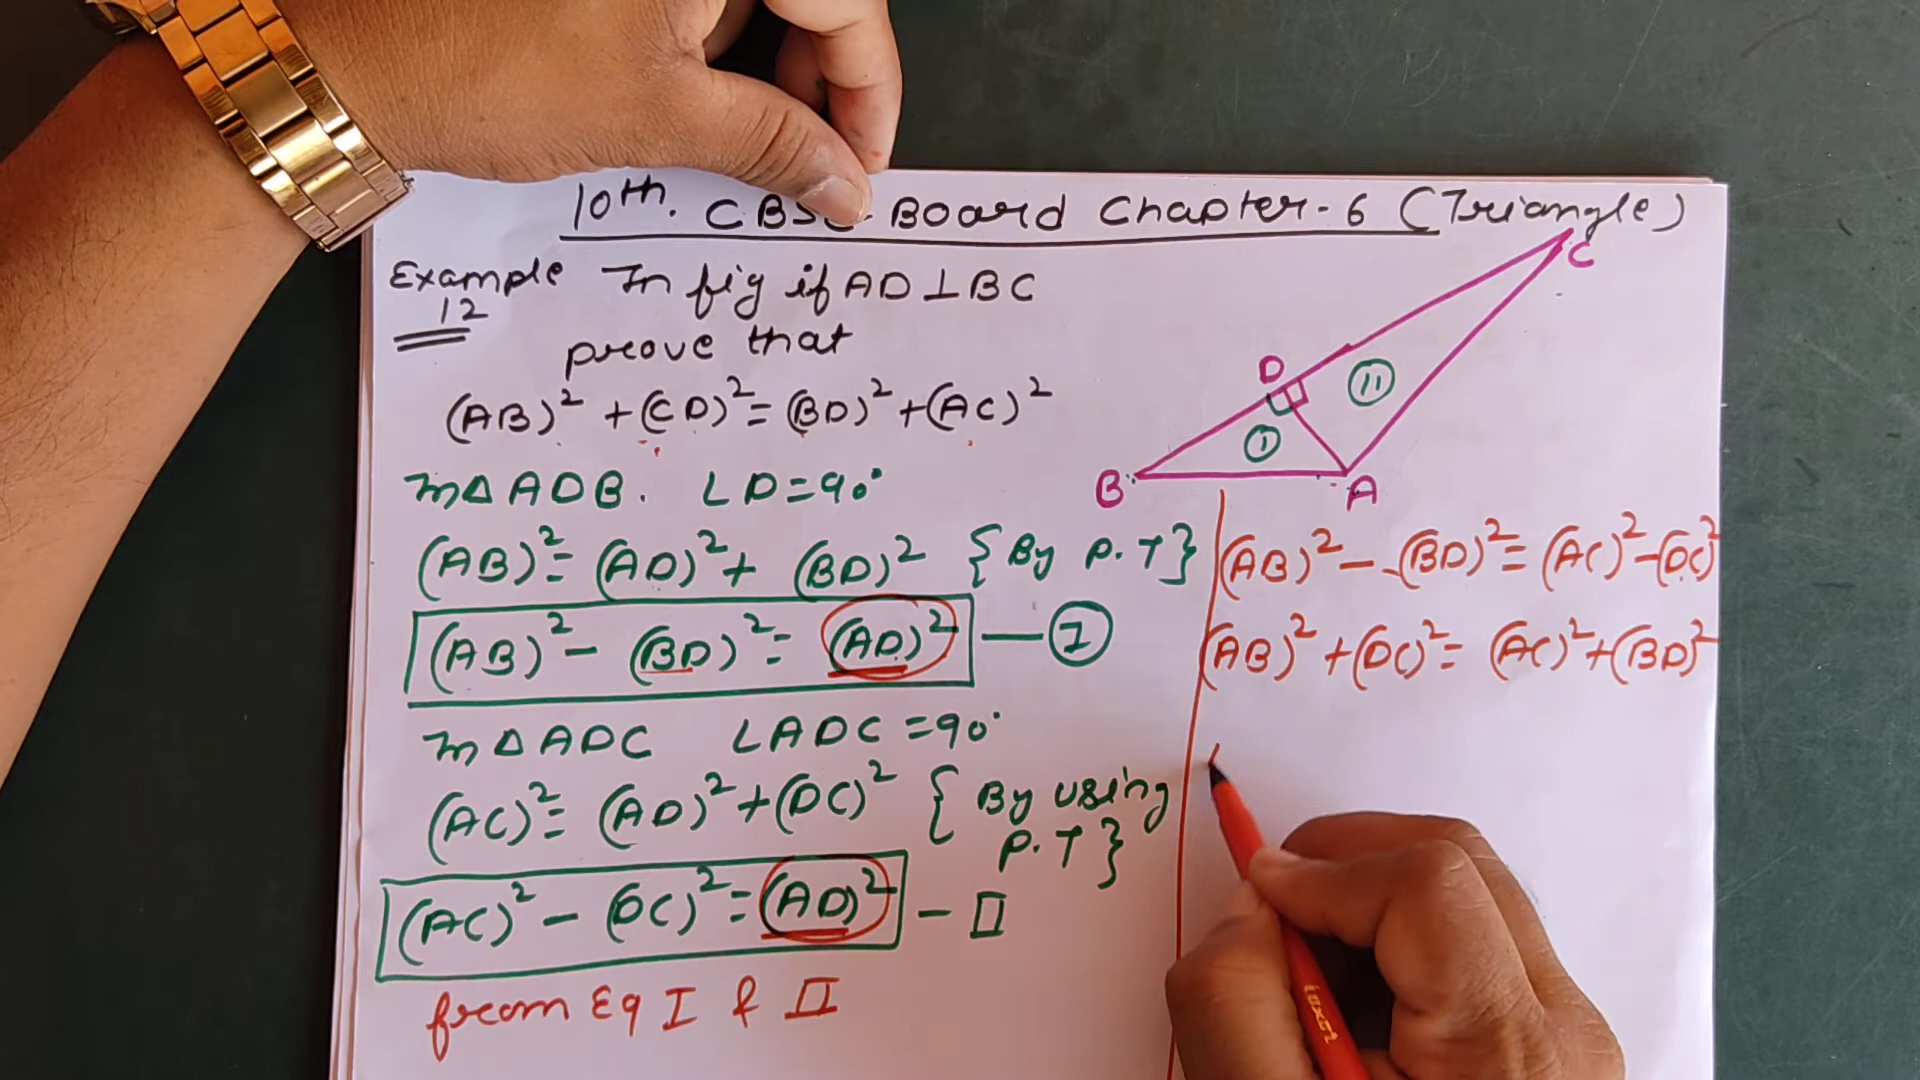 10th. CBSE Board Chapter-6 (Triangle)
Example 12 In fig if AD⊥BC
prove that
(AB)² + (CD)² = (BD)² + (AC)²
C
D
II
I
B
A
In △ ADB. ∠D=90°
(AB)² = (AD)² + (BD)² {By P.T}
(AB)² - (BD)² = (AD)² — I
In △ ADC ∠ADC = 90°
(AC)² = (AD)² + (DC)² { By using
P.T }
(AC)² - (DC)² = (AD)² - II
from Eq I & II
(AB)² - (BD)² = (AC)² - (DC)²
(AB)² + (DC)² = (AC)² + (BD)²